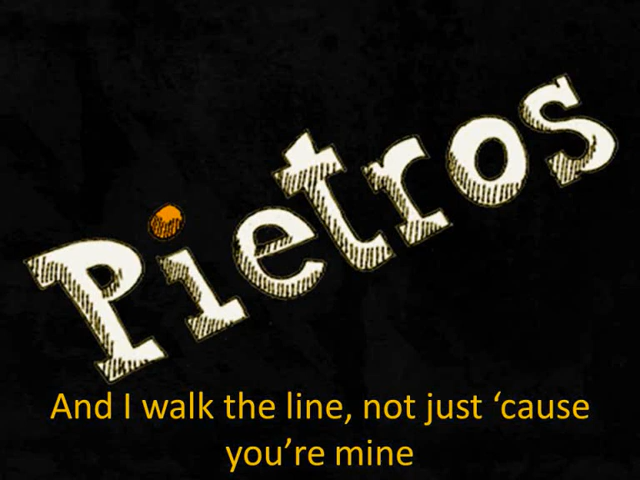 Pietros
And I walk the line, not just ‘cause
you’re mine